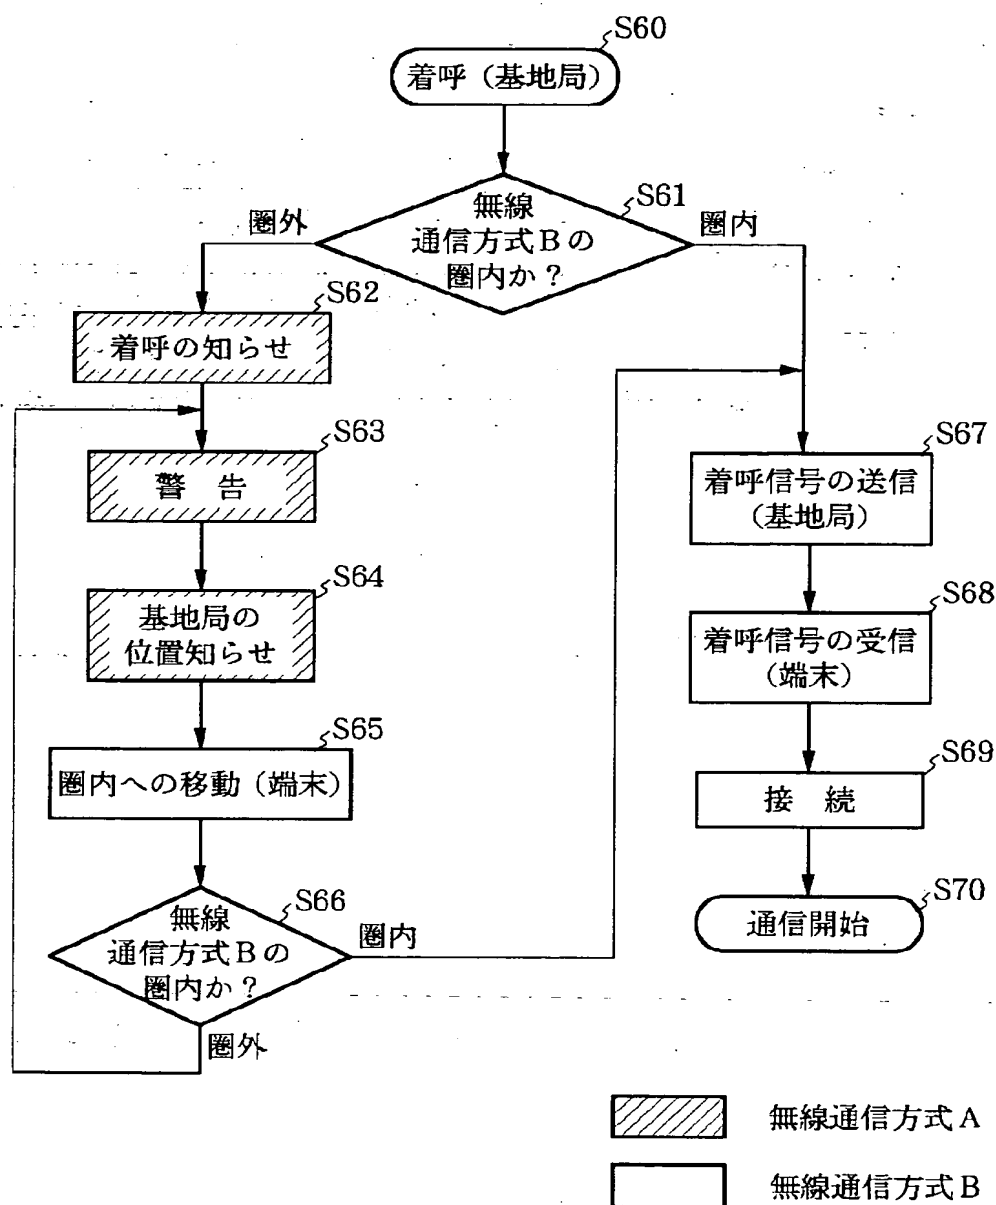 S60
着呼（基地局）
S61
無線
通信方式Bの
圏内か？
圏外
圏内
S62
着呼の知らせ
S63
警　告
S64
基地局の
位置知らせ
S65
圏内への移動（端末）
S66
無線
通信方式Bの
圏内か？
圏内
圏外
S67
着呼信号の送信
（基地局）
S68
着呼信号の受信
（端末）
S69
接　続
S70
通信開始
無線通信方式A
無線通信方式B